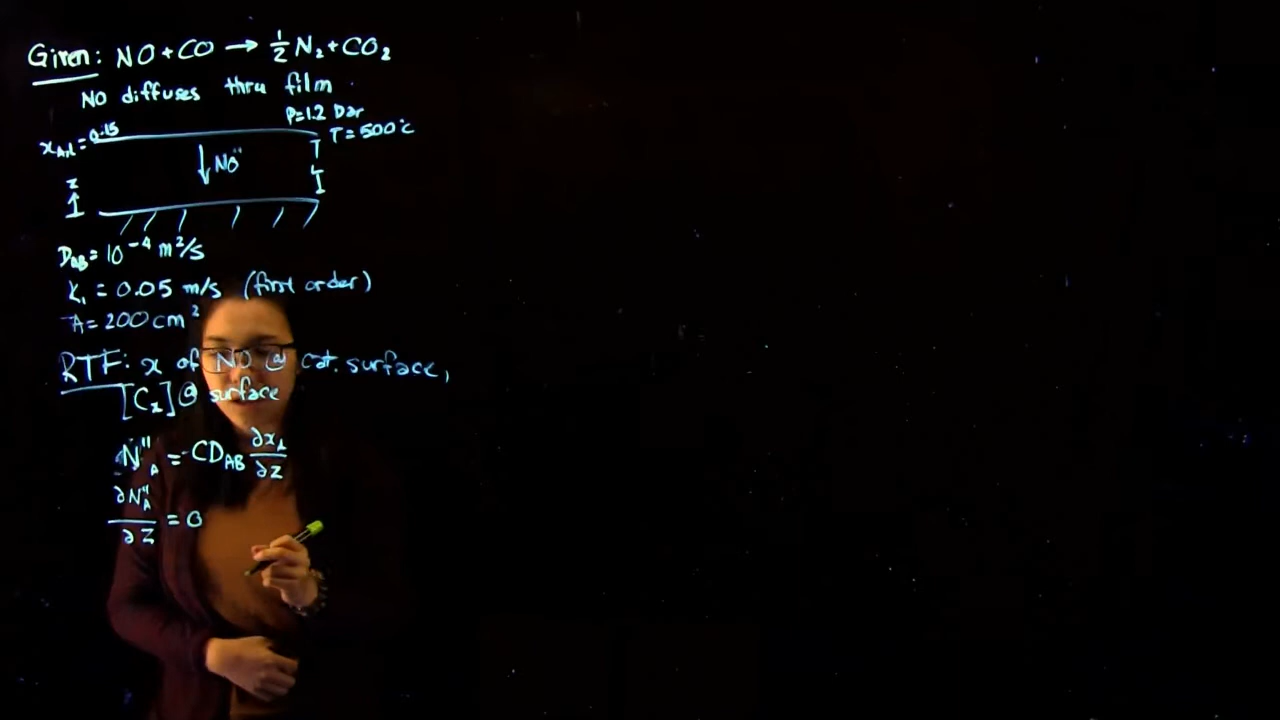 Given: NO + CO → 1/2 N₂ + CO₂
NO diffuses thru film
P=1.2 bar
T = 500°C
x_A,L = 0.15
↓ NO"
L
z
D_AB = 10⁻⁴ m²/s
K₁ = 0.05 m/s (first order)
A = 200 cm²
RTF: x of NO @ cat. surface,
@ surface
N"_A = -CD_AB ∂x_A/∂z
∂N"_A/∂z = 0